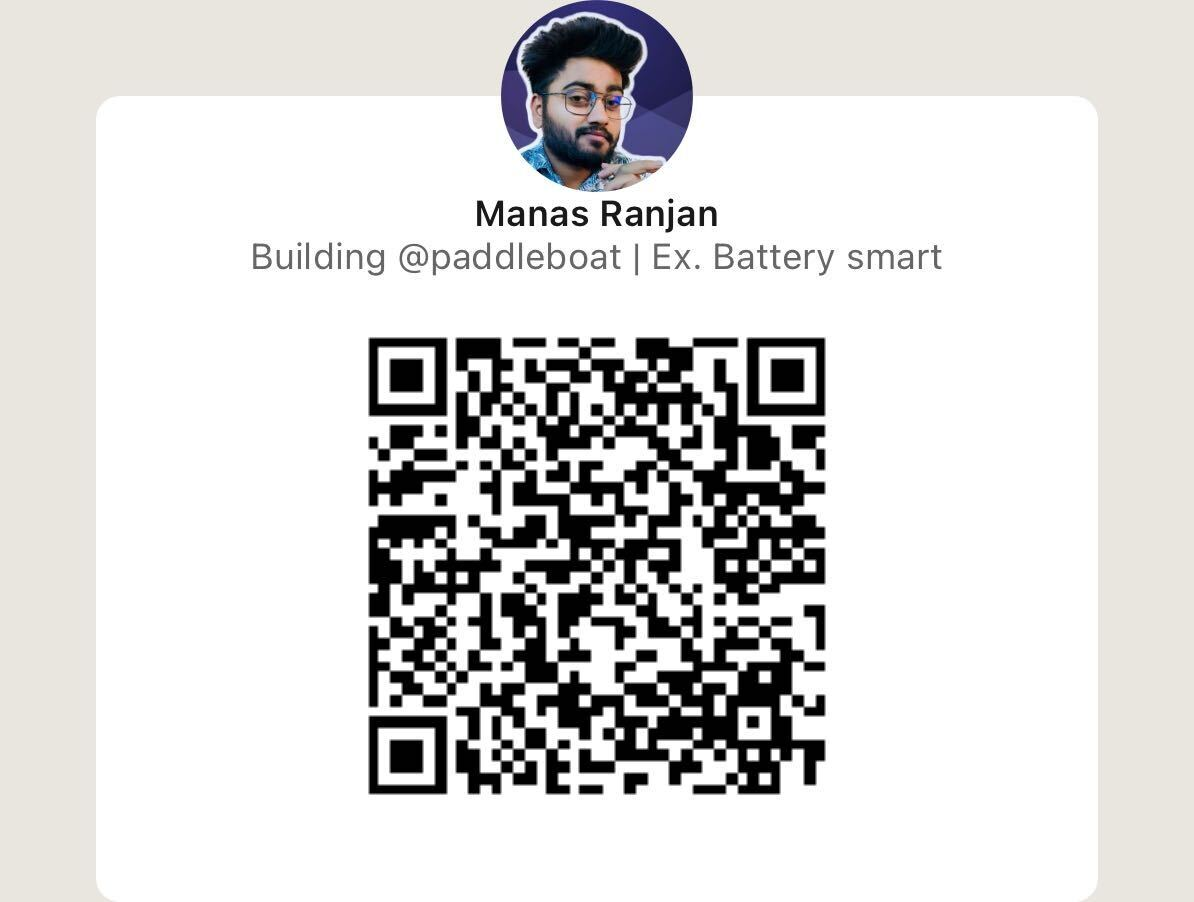 Manas Ranjan
Building @paddleboat | Ex. Battery smart